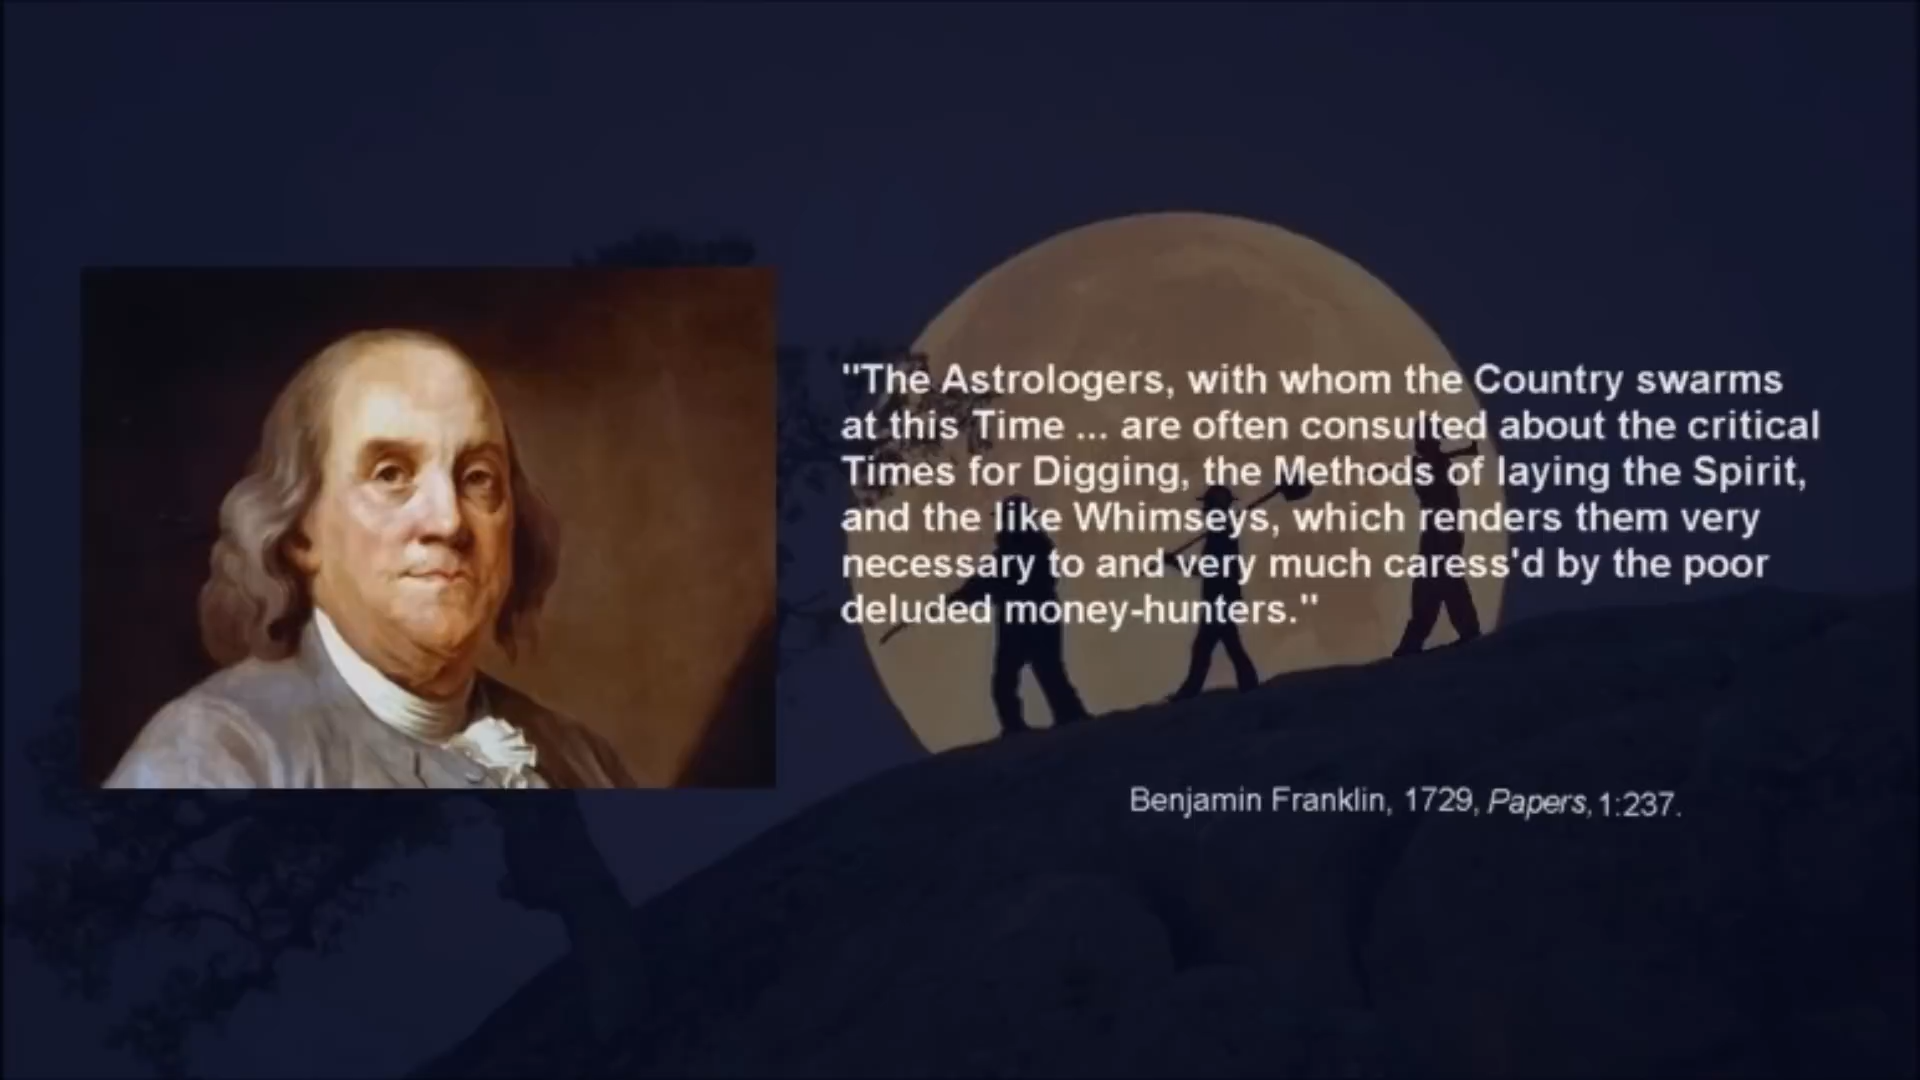 "The Astrologers, with whom the Country swarms
at this Time ... are often consulted about the critical
Times for Digging, the Methods of laying the Spirit,
and the like Whimseys, which renders them very
necessary to and very much caress'd by the poor
deluded money-hunters."
Benjamin Franklin, 1729, Papers, 1:237.